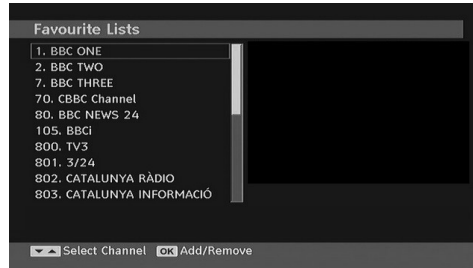 Favourite Lists
1. BBC ONE
2. BBC TWO
7. BBC THREE
70. CBBC Channel
80. BBC NEWS 24
105. BBCi
800. TV3
801. 3/24
802. CATALUNYA RÀDIO
803. CATALUNYA INFORMACIÓ
Select Channel OK Add/Remove